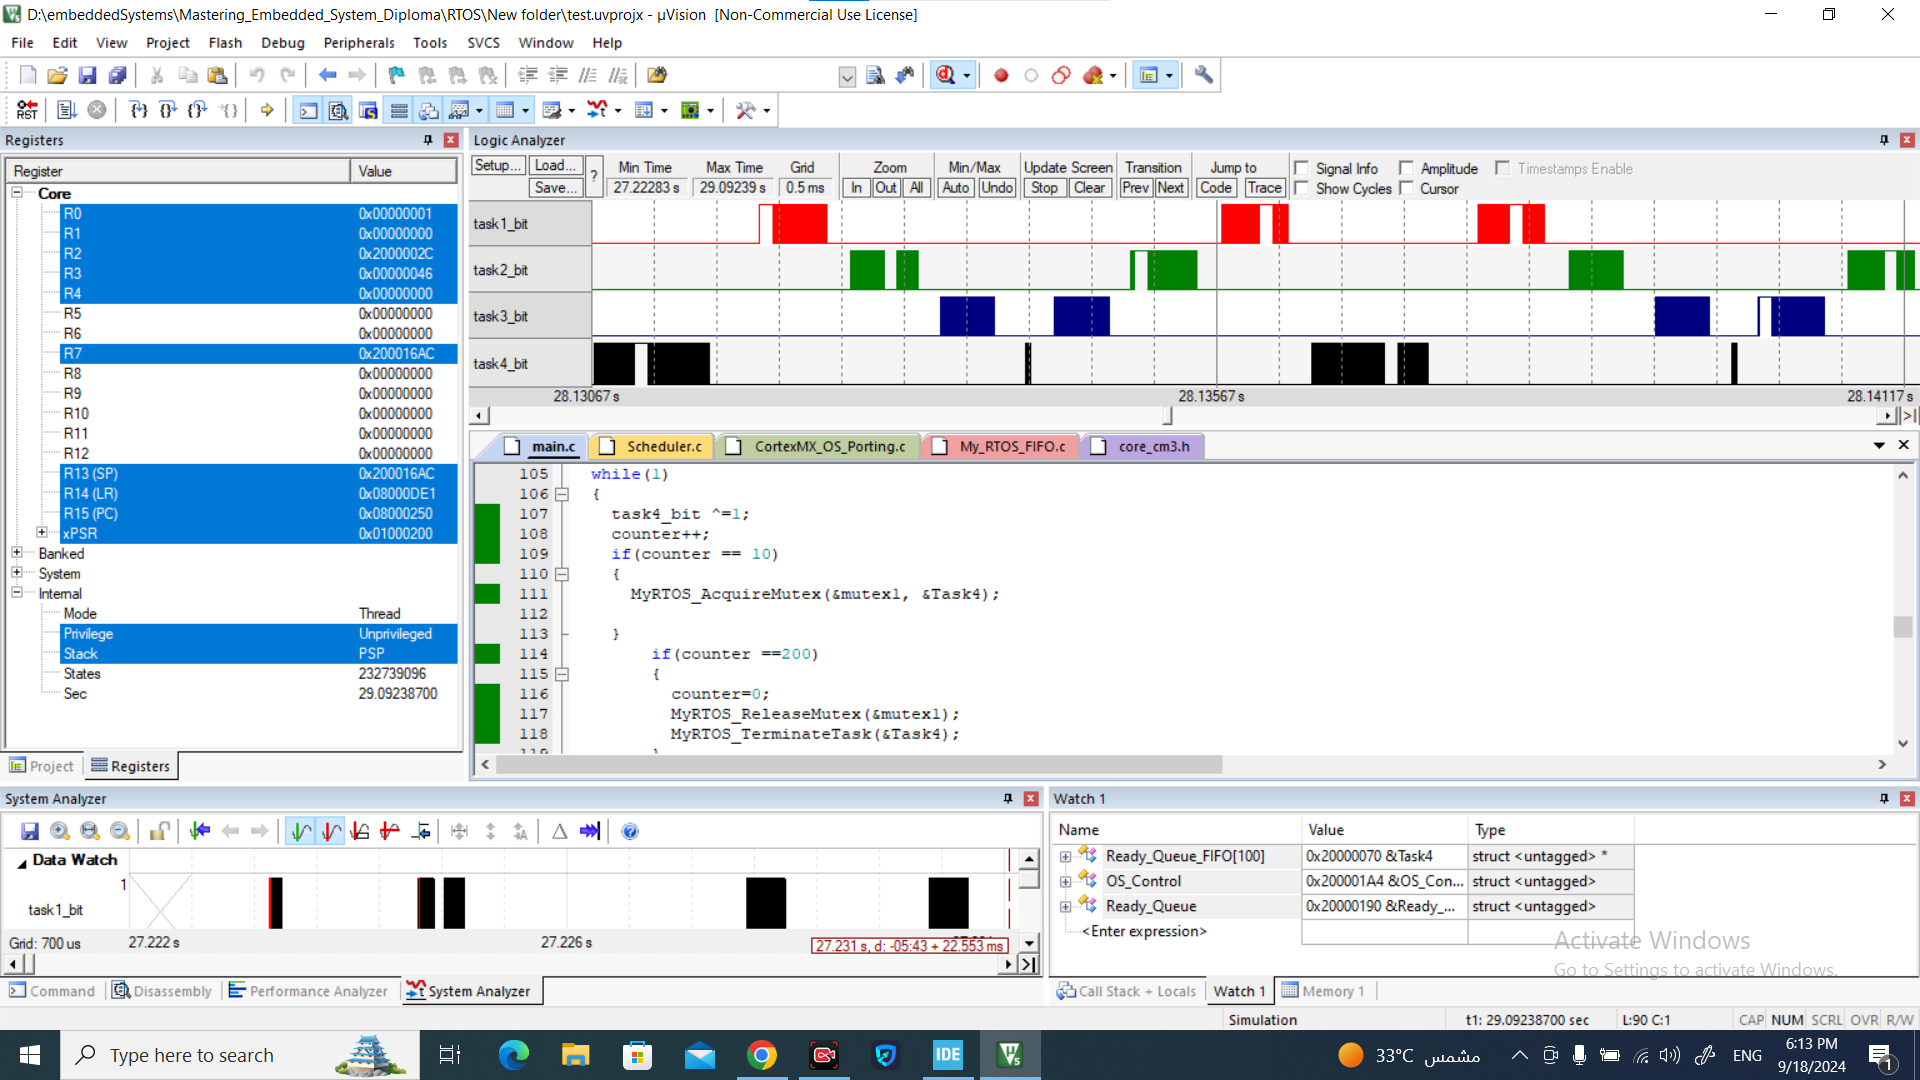 D:\embeddedSystems\Mastering_Embedded_System_Diploma\RTOS\New folder\test.uvprojx - µVision [Non-Commercial Use License]
File Edit View Project Flash Debug Peripherals Tools SVCS Window Help
Registers
Register Value
Core
R0 0x00000001
R1 0x00000000
R2 0x2000002C
R3 0x00000046
R4 0x00000000
R5 0x00000000
R6 0x00000000
R7 0x200016AC
R8 0x00000000
R9 0x00000000
R10 0x00000000
R11 0x00000000
R12 0x00000000
R13 (SP) 0x200016AC
R14 (LR) 0x08000DE1
R15 (PC) 0x08000250
xPSR 0x01000200
Banked
System
Internal
Mode Thread
Privilege Unprivileged
Stack PSP
States 232739096
Sec 29.09238700
Project Registers
Logic Analyzer
Setup... Load... Min Time Max Time Grid Zoom Min/Max Update Screen Transition Jump to Signal Info Amplitude Timestamps Enable
Save... ? 27.22283 s 29.09239 s 0.5 ms In Out All Auto Undo Stop Clear Prev Next Code Trace Show Cycles Cursor
task1_bit
task2_bit
task3_bit
task4_bit
28.13067 s 28.13567 s 28.14117 s
main.c Scheduler.c CortexMX_OS_Porting.c My_RTOS_FIFO.c core_cm3.h
105 while(1)
106 {
107 task4_bit ^=1;
108 counter++;
109 if(counter == 10)
110 {
111 MyRTOS_AcquireMutex(&mutex1, &Task4);
112
113 }
114 if(counter ==200)
115 {
116 counter=0;
117 MyRTOS_ReleaseMutex(&mutex1);
118 MyRTOS_TerminateTask(&Task4);
119 }
System Analyzer
Data Watch
1
task1_bit
Grid: 700 us 27.222 s 27.226 s 27.231 s, d: -05:43 + 22.553 ms
Command Disassembly Performance Analyzer System Analyzer
Watch 1
Name Value Type
Ready_Queue_FIFO[100] 0x20000070 &Task4 struct <untagged> *
OS_Control 0x200001A4 &OS_Con... struct <untagged>
Ready_Queue 0x20000190 &Ready_... struct <untagged>
<Enter expression>
Activate Windows
Go to Settings to activate Windows.
Call Stack + Locals Watch 1 Memory 1
Simulation t1: 29.09238700 sec L:90 C:1 CAP NUM SCRL OVR R/W
Type here to search
IDE
33°C مشمس
ENG
6:13 PM
9/18/2024
1